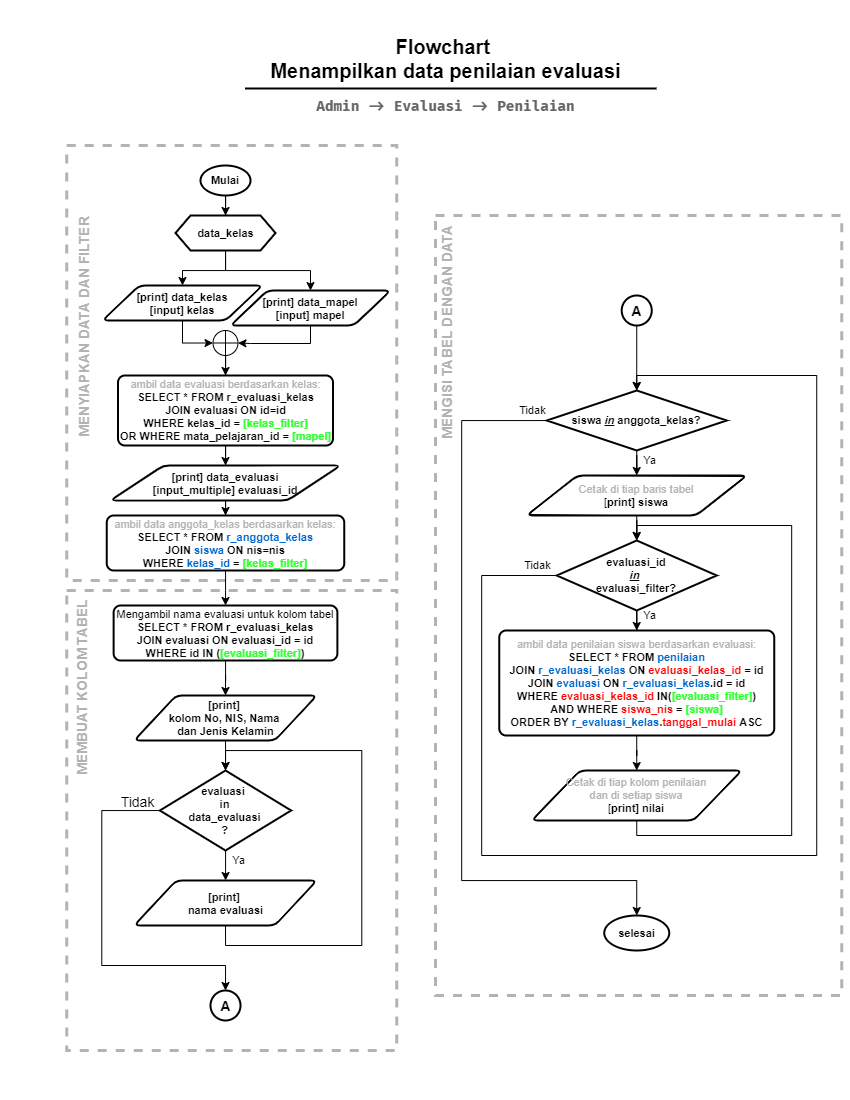 Flowchart
Menampilkan data penilaian evaluasi
Admin → Evaluasi → Penilaian
MENYIAPKAN DATA DAN FILTER
Mulai
data_kelas
[print] data_kelas
[input] kelas
[print] data_mapel
[input] mapel
ambil data evaluasi berdasarkan kelas:
SELECT * FROM r_evaluasi_kelas
JOIN evaluasi ON id=id
WHERE kelas_id = [kelas_filter]
OR WHERE mata_pelajaran_id = [mapel]
[print] data_evaluasi
[input_multiple] evaluasi_id
ambil data anggota_kelas berdasarkan kelas:
SELECT * FROM r_anggota_kelas
JOIN siswa ON nis=nis
WHERE kelas_id = [kelas_filter]
MEMBUAT KOLOM TABEL
Mengambil nama evaluasi untuk kolom tabel
SELECT * FROM r_evaluasi_kelas
JOIN evaluasi ON evaluasi_id = id
WHERE id IN ([evaluasi_filter])
[print]
kolom No, NIS, Nama
dan Jenis Kelamin
evaluasi
in
data_evaluasi
?
Tidak
Ya
[print]
nama evaluasi
A
MENGISI TABEL DENGAN DATA
A
siswa in anggota_kelas?
Tidak
Ya
Cetak di tiap baris tabel
[print] siswa
evaluasi_id
in
evaluasi_filter?
Tidak
Ya
ambil data penilaian siswa berdasarkan evaluasi:
SELECT * FROM penilaian
JOIN r_evaluasi_kelas ON evaluasi_kelas_id = id
JOIN evaluasi ON r_evaluasi_kelas.id = id
WHERE evaluasi_kelas_id IN([evaluasi_filter])
AND WHERE siswa_nis = [siswa]
ORDER BY r_evaluasi_kelas.tanggal_mulai ASC
Cetak di tiap kolom penilaian
dan di setiap siswa
[print] nilai
selesai